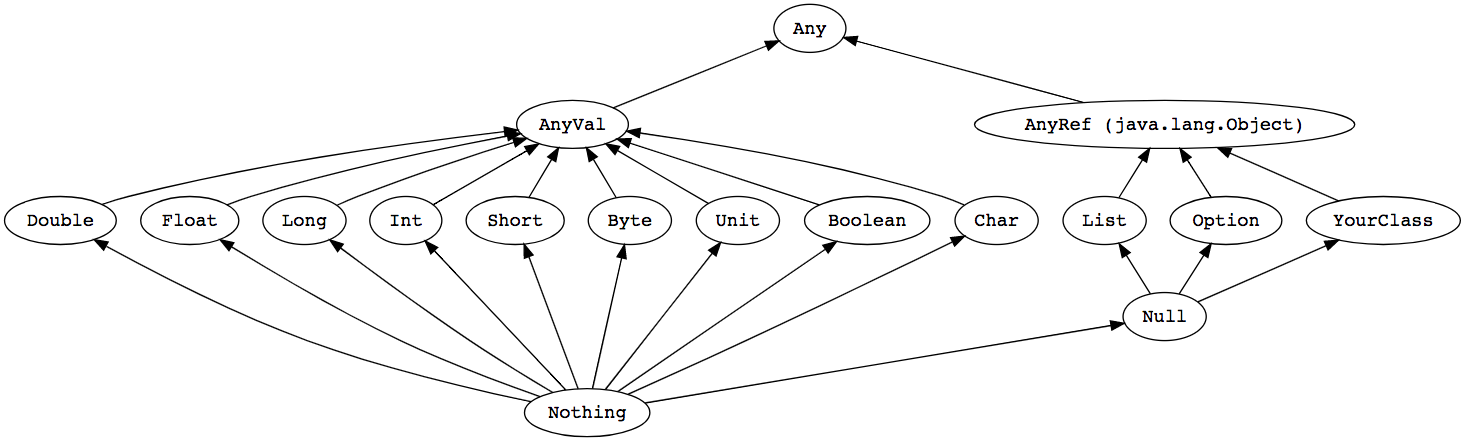 Any
AnyVal
AnyRef (java.lang.Object)
Double
Float
Long
Int
Short
Byte
Unit
Boolean
Char
List
Option
YourClass
Null
Nothing